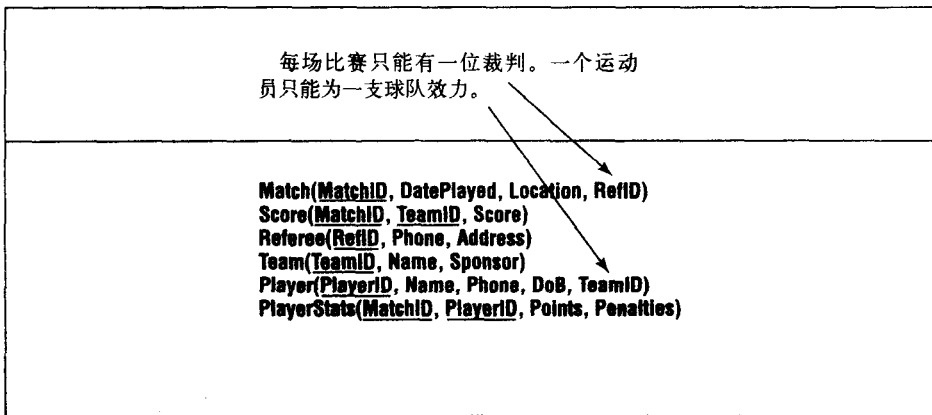 每场比赛只能有一位裁判。一个运动
员只能为一支球队效力。
Match(MatchID, DatePlayed, Location, RefID)
Score(MatchID, TeamID, Score)
Referee(RefID, Phone, Address)
Team(TeamID, Name, Sponsor)
Player(PlayerID, Name, Phone, DoB, TeamID)
PlayerStats(MatchID, PlayerID, Points, Penalties)